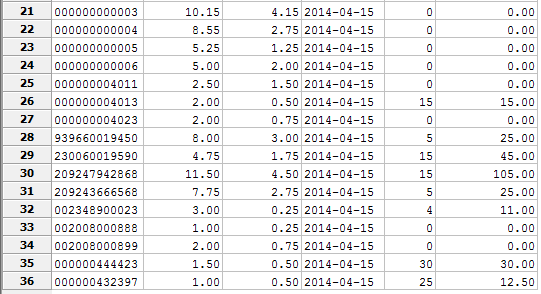 21 000000000003 10.15 4.15 2014-04-15 0 0.00
22 000000000004 8.55 2.75 2014-04-15 0 0.00
23 000000000005 5.25 1.25 2014-04-15 0 0.00
24 000000000006 5.00 2.00 2014-04-15 0 0.00
25 000000004011 2.50 1.50 2014-04-15 0 0.00
26 000000004013 2.00 0.50 2014-04-15 15 15.00
27 000000004023 2.00 0.75 2014-04-15 0 0.00
28 939660019450 8.00 3.00 2014-04-15 5 25.00
29 230060019590 4.75 1.75 2014-04-15 15 45.00
30 209247942868 11.50 4.50 2014-04-15 15 105.00
31 209243666568 7.75 2.75 2014-04-15 5 25.00
32 002348900023 3.00 0.25 2014-04-15 4 11.00
33 002008000888 1.00 0.25 2014-04-15 0 0.00
34 002008000899 2.00 0.75 2014-04-15 0 0.00
35 000000444423 1.50 0.50 2014-04-15 30 30.00
36 000000432397 1.00 0.50 2014-04-15 25 12.50